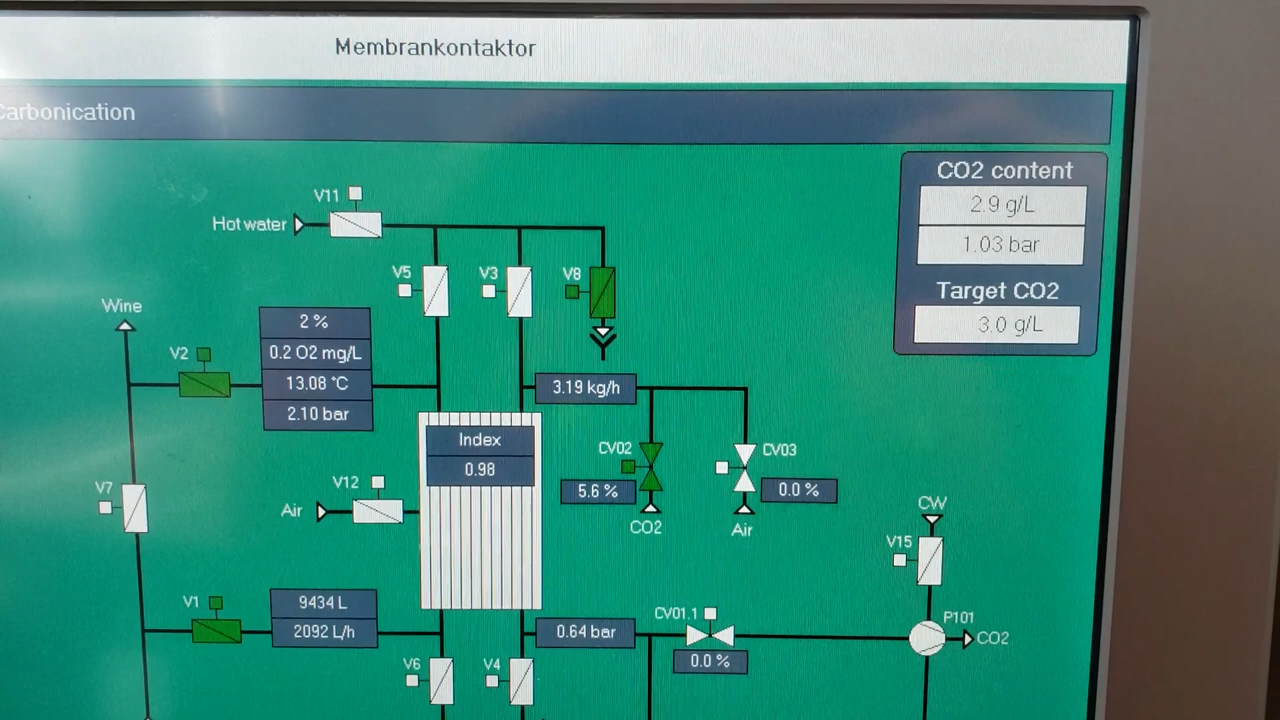 Membrankontaktor
Carbonication
CO2 content
2.9 g/L
1.03 bar
Target CO2
3.0 g/L
V11
Hot water
V5
V3
V8
Wine
V2
2 %
0.2 O2 mg/L
13.08 °C
2.10 bar
3.19 kg/h
Index
0.98
CV02
5.6 %
CO2
CV03
0.0 %
Air
V7
V12
Air
CW
V15
V1
9434 L
2092 L/h
0.64 bar
CV01.1
0.0 %
P101
CO2
V6
V4